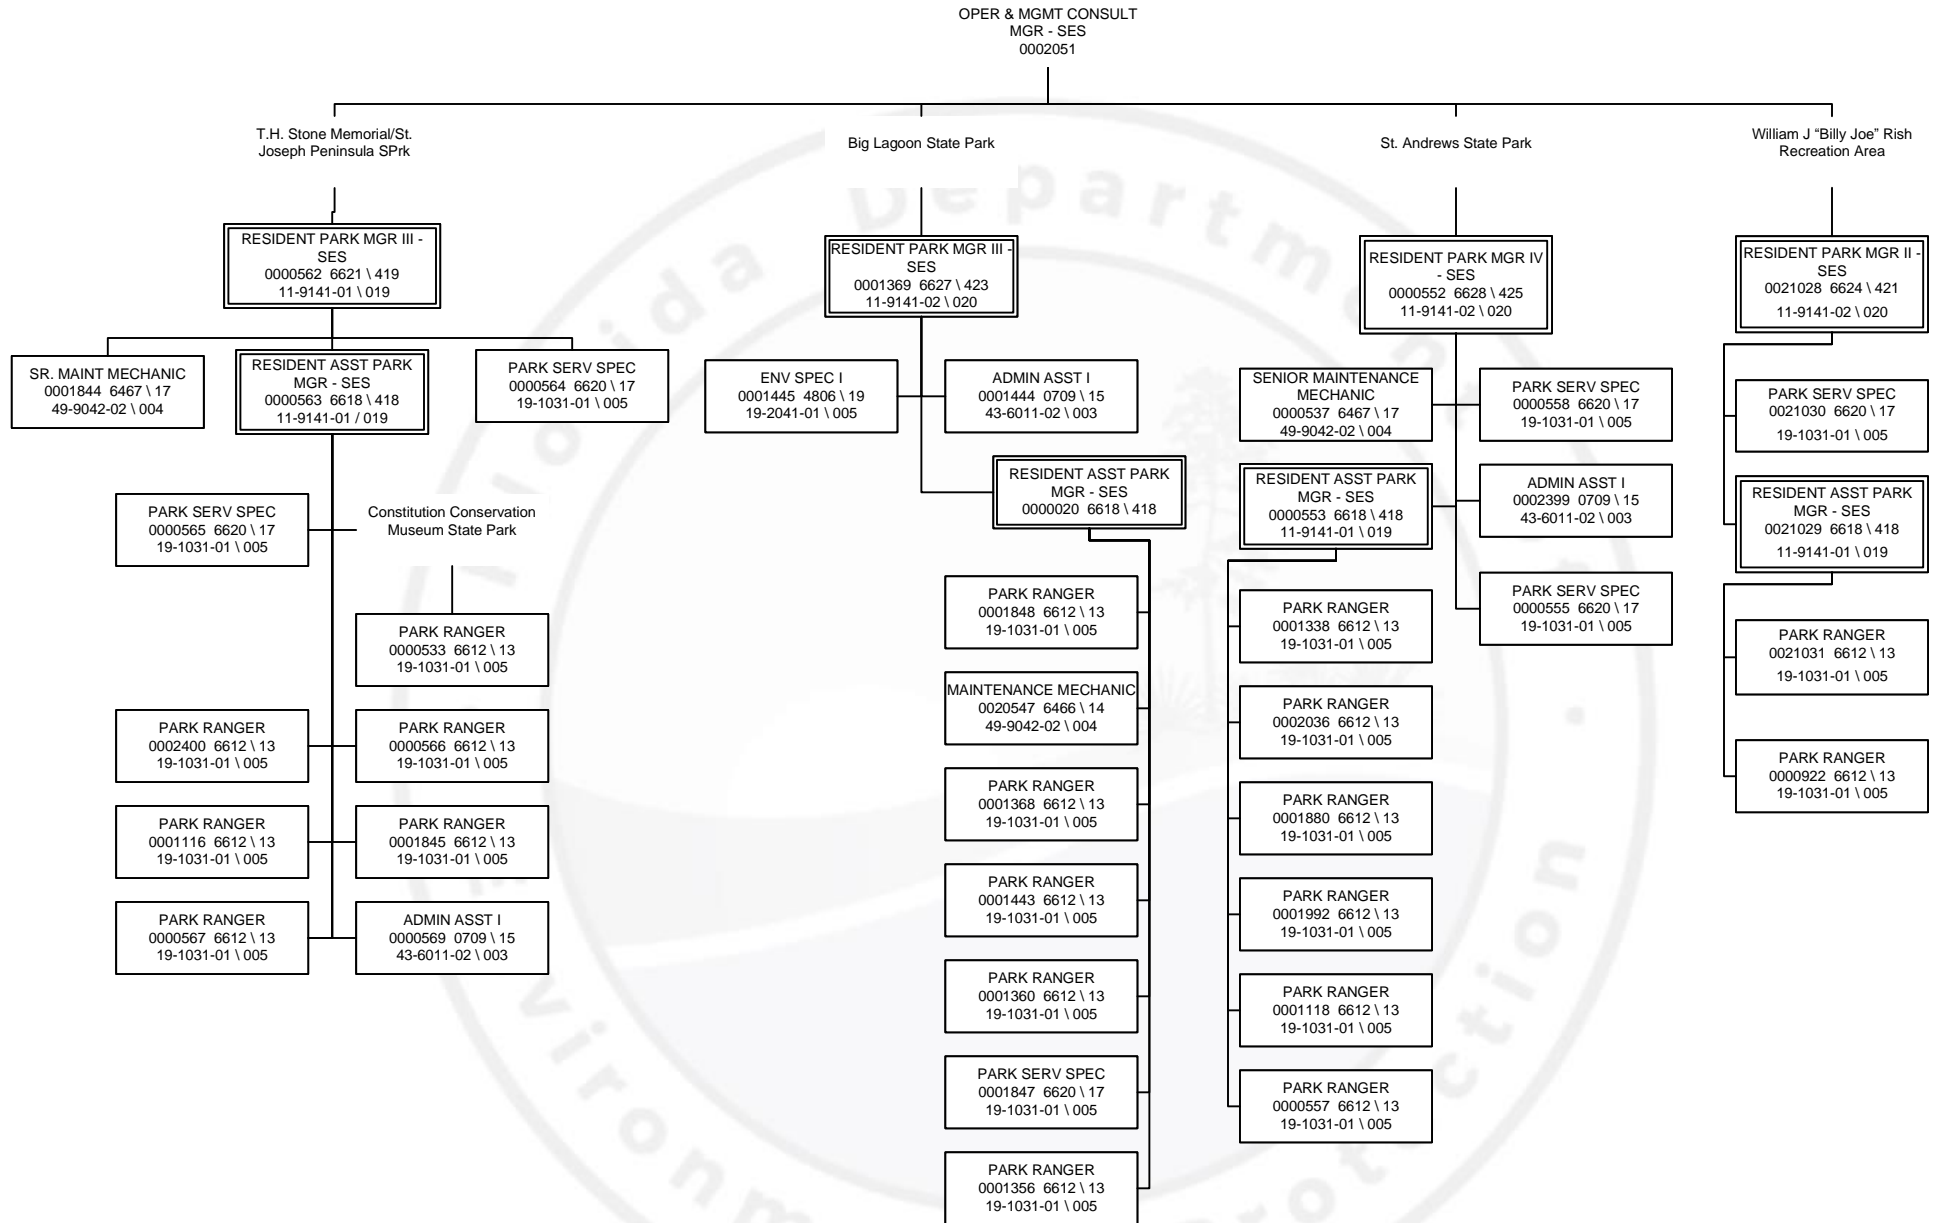 OPER & MGMT CONSULT
MGR - SES
0002051
T.H. Stone Memorial/St.
Joseph Peninsula SPrk
Big Lagoon State Park
St. Andrews State Park
William J “Billy Joe” Rish
Recreation Area
RESIDENT PARK MGR III -
SES
0000562 6621 \ 419
11-9141-01 \ 019
RESIDENT PARK MGR III -
SES
0001369 6627 \ 423
11-9141-02 \ 020
RESIDENT PARK MGR IV
- SES
0000552 6628 \ 425
11-9141-02 \ 020
RESIDENT PARK MGR II -
SES
0021028 6624 \ 421
11-9141-02 \ 020
SR. MAINT MECHANIC
0001844 6467 \ 17
49-9042-02 \ 004
RESIDENT ASST PARK
MGR - SES
0000563 6618 \ 418
11-9141-01 / 019
PARK SERV SPEC
0000564 6620 \ 17
19-1031-01 \ 005
PARK SERV SPEC
0000565 6620 \ 17
19-1031-01 \ 005
Constitution Conservation
Museum State Park
PARK RANGER
0000533 6612 \ 13
19-1031-01 \ 005
PARK RANGER
0002400 6612 \ 13
19-1031-01 \ 005
PARK RANGER
0000566 6612 \ 13
19-1031-01 \ 005
PARK RANGER
0001116 6612 \ 13
19-1031-01 \ 005
PARK RANGER
0001845 6612 \ 13
19-1031-01 \ 005
PARK RANGER
0000567 6612 \ 13
19-1031-01 \ 005
ADMIN ASST I
0000569 0709 \ 15
43-6011-02 \ 003
ENV SPEC I
0001445 4806 \ 19
19-2041-01 \ 005
ADMIN ASST I
0001444 0709 \ 15
43-6011-02 \ 003
RESIDENT ASST PARK
MGR - SES
0000020 6618 \ 418
PARK RANGER
0001848 6612 \ 13
19-1031-01 \ 005
MAINTENANCE MECHANIC
0020547 6466 \ 14
49-9042-02 \ 004
PARK RANGER
0001368 6612 \ 13
19-1031-01 \ 005
PARK RANGER
0001443 6612 \ 13
19-1031-01 \ 005
PARK RANGER
0001360 6612 \ 13
19-1031-01 \ 005
PARK SERV SPEC
0001847 6620 \ 17
19-1031-01 \ 005
PARK RANGER
0001356 6612 \ 13
19-1031-01 \ 005
SENIOR MAINTENANCE
MECHANIC
0000537 6467 \ 17
49-9042-02 \ 004
PARK SERV SPEC
0000558 6620 \ 17
19-1031-01 \ 005
RESIDENT ASST PARK
MGR - SES
0000553 6618 \ 418
11-9141-01 \ 019
ADMIN ASST I
0002399 0709 \ 15
43-6011-02 \ 003
PARK SERV SPEC
0000555 6620 \ 17
19-1031-01 \ 005
PARK RANGER
0001338 6612 \ 13
19-1031-01 \ 005
PARK RANGER
0002036 6612 \ 13
19-1031-01 \ 005
PARK RANGER
0001880 6612 \ 13
19-1031-01 \ 005
PARK RANGER
0001992 6612 \ 13
19-1031-01 \ 005
PARK RANGER
0001118 6612 \ 13
19-1031-01 \ 005
PARK RANGER
0000557 6612 \ 13
19-1031-01 \ 005
PARK SERV SPEC
0021030 6620 \ 17
19-1031-01 \ 005
RESIDENT ASST PARK
MGR - SES
0021029 6618 \ 418
11-9141-01 \ 019
PARK RANGER
0021031 6612 \ 13
19-1031-01 \ 005
PARK RANGER
0000922 6612 \ 13
19-1031-01 \ 005